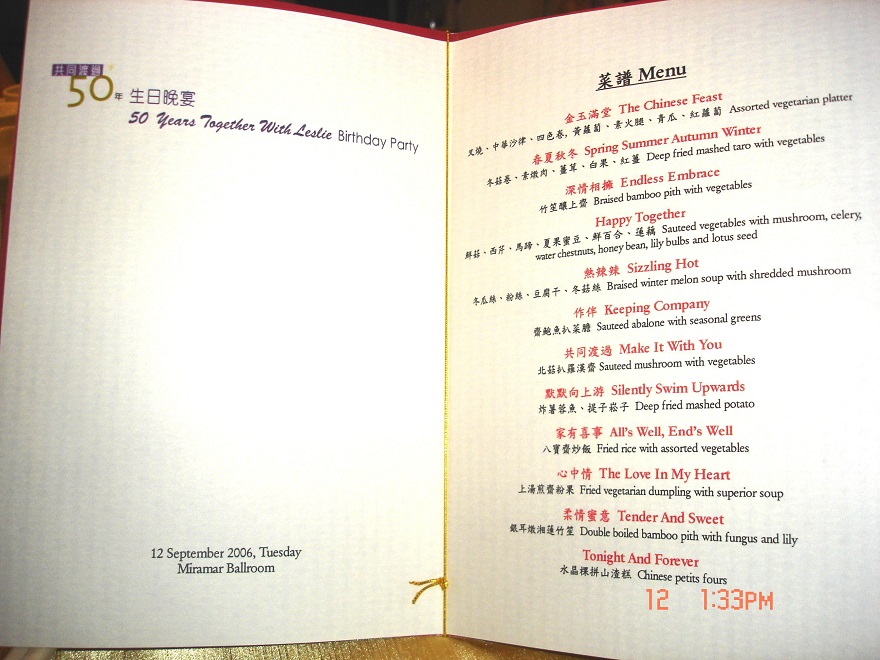 共同渡過
50年 生日晚宴
50 Years Together With Leslie Birthday Party
12 September 2006, Tuesday
Miramar Ballroom
菜譜 Menu
金玉滿堂 The Chinese Feast
叉燒、中華沙律、四色卷,黃蘿蔔、素火腿、青瓜、紅蘿蔔 Assorted vegetarian platter
春夏秋冬 Spring Summer Autumn Winter
冬菇卷、素燉肉、薑茸、白果、紅薑 Deep fried mashed taro with vegetables
深情相擁 Endless Embrace
竹笙釀上齋 Braised bamboo pith with vegetables
Happy Together
鮮菇、西芹、馬蹄、夏果蜜豆、鮮百合、蓮藕 Sauteed vegetables with mushroom, celery,
water chestnuts, honey bean, lily bulbs and lotus seed
熱辣辣 Sizzling Hot
冬瓜絲、粉絲、豆腐干、冬菇絲 Braised winter melon soup with shredded mushroom
作伴 Keeping Company
齋鮑魚扒菜膽 Sauteed abalone with seasonal greens
共同渡過 Make It With You
北菇扒羅漢齋 Sauteed mushroom with vegetables
默默向上游 Silently Swim Upwards
炸薯蓉魚、提子崧子 Deep fried mashed potato
家有喜事 All's Well, End's Well
八寶齋炒飯 Fried rice with assorted vegetables
心中情 The Love In My Heart
上湯煎齋粉果 Fried vegetarian dumpling with superior soup
柔情蜜意 Tender And Sweet
銀耳燉湘蓮竹笙 Double boiled bamboo pith with fungus and lily
Tonight And Forever
水晶粿拼山渣糕 Chinese petits fours
12 1:33PM